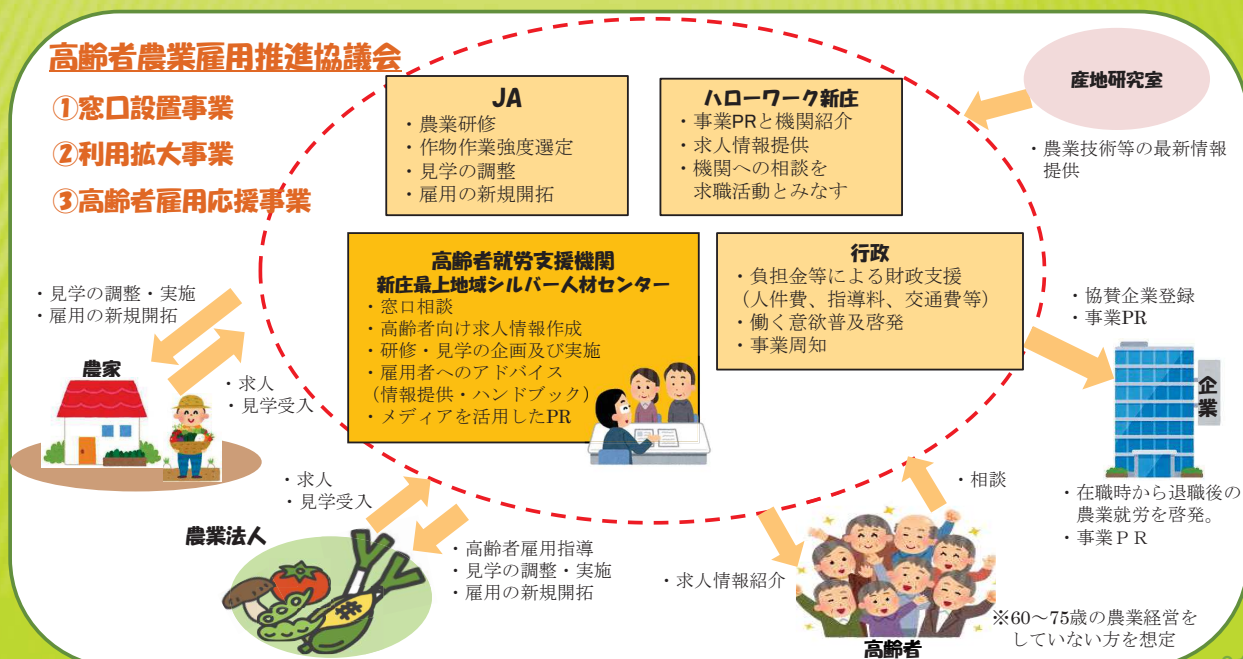 高齢者農業雇用推進協議会
①窓口設置事業
②利用拡大事業
③高齢者雇用応援事業
JA
・農業研修
・作物作業強度選定
・見学の調整
・雇用の新規開拓
ハローワーク新庄
・事業PRと機関紹介
・求人情報提供
・機関への相談を
求職活動とみなす
産地研究室
・農業技術等の最新情報
提供
高齢者就労支援機関
新庄最上地域シルバー人材センター
・窓口相談
・高齢者向け求人情報作成
・研修・見学の企画及び実施
・雇用者へのアドバイス
（情報提供・ハンドブック）
・メディアを活用したPR
行政
・負担金等による財政支援
（人件費、指導料、交通費等）
・働く意欲普及啓発
・事業周知
・見学の調整・実施
・雇用の新規開拓
農家
・求人
・見学受入
・協賛企業登録
・事業PR
企業
・在職時から退職後の
農業就労を啓発。
・事業ＰＲ
・求人
・見学受入
農業法人
・高齢者雇用指導
・見学の調整・実施
・雇用の新規開拓
・相談
・求人情報紹介
高齢者
※60～75歳の農業経営を
していない方を想定